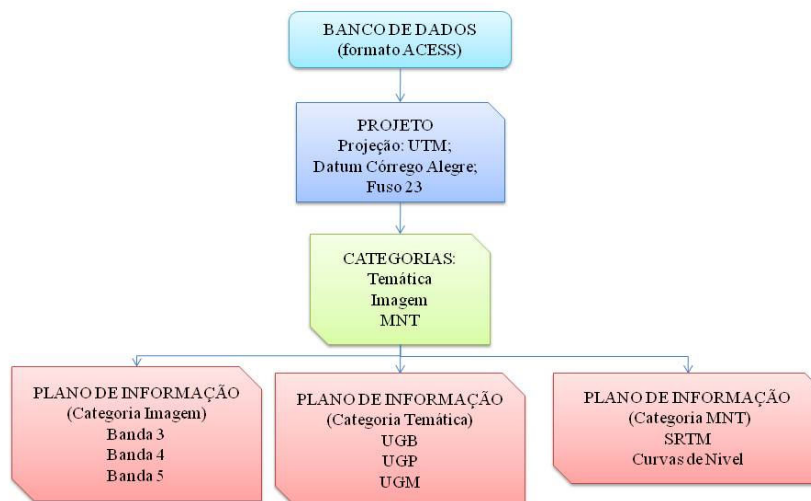 BANCO DE DADOS
(formato ACESS)
PROJETO
Projeção: UTM;
Datum Córrego Alegre;
Fuso 23
CATEGORIAS:
Temática
Imagem
MNT
PLANO DE INFORMAÇÃO
(Categoria Imagem)
Banda 3
Banda 4
Banda 5
PLANO DE INFORMAÇÃO
(Categoria Temática)
UGB
UGP
UGM
PLANO DE INFORMAÇÃO
(Categoria MNT)
SRTM
Curvas de Nivel